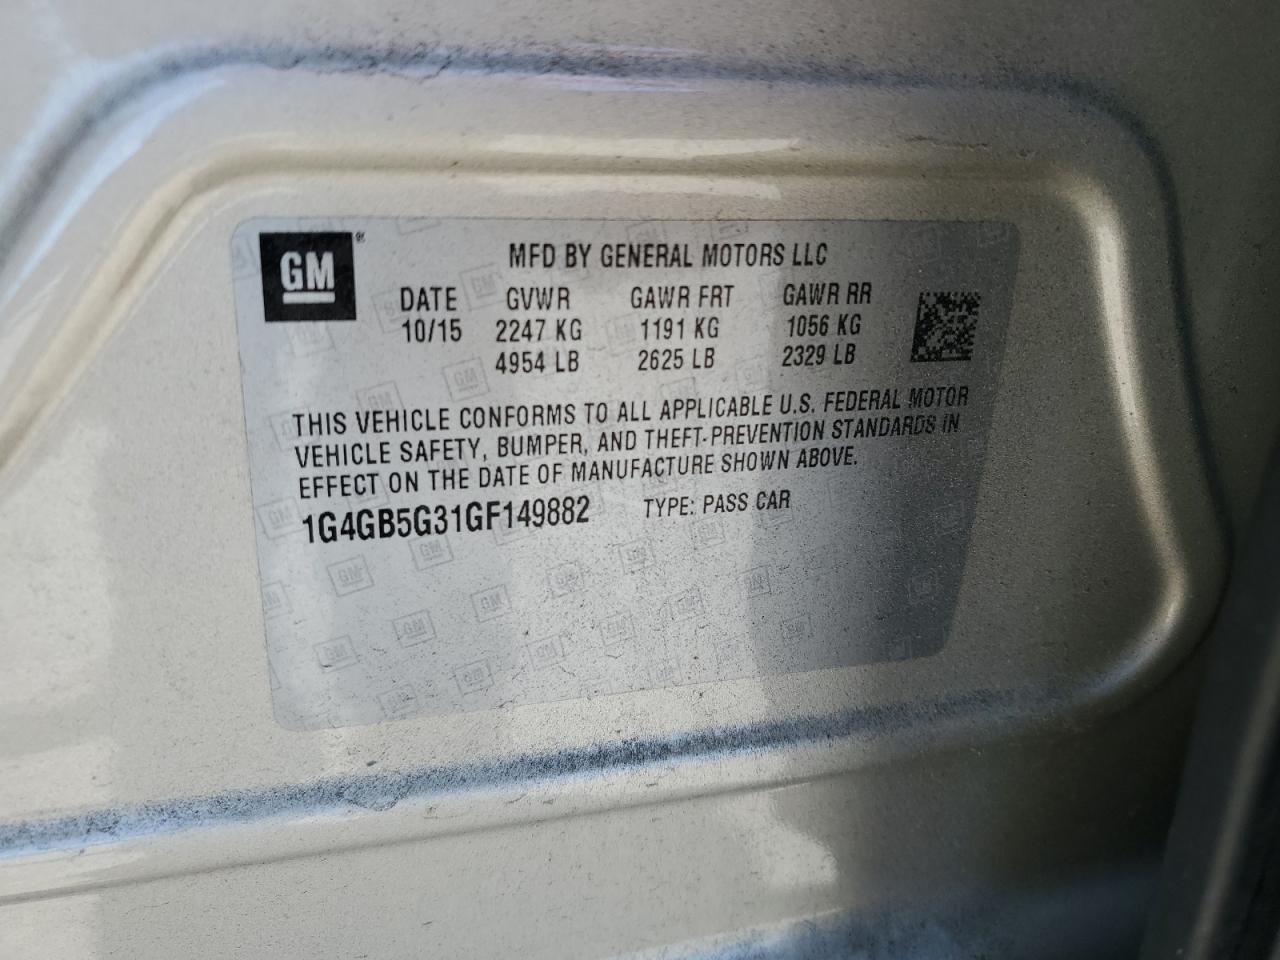 GM
MFD BY GENERAL MOTORS LLC
DATE GVWR GAWR FRT GAWR RR
10/15 2247 KG 1191 KG 1056 KG
4954 LB 2625 LB 2329 LB
THIS VEHICLE CONFORMS TO ALL APPLICABLE U.S. FEDERAL MOTOR
VEHICLE SAFETY, BUMPER, AND THEFT-PREVENTION STANDARDS IN
EFFECT ON THE DATE OF MANUFACTURE SHOWN ABOVE.
1G4GB5G31GF149882 TYPE: PASS CAR